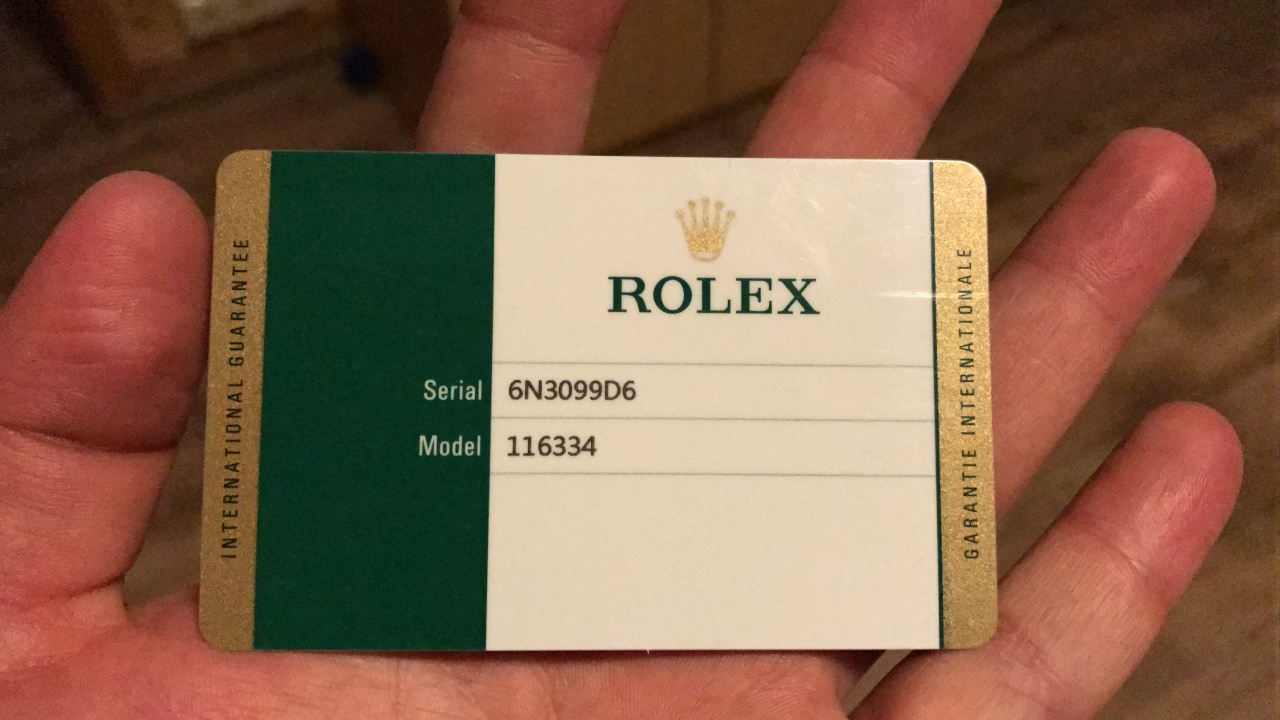 INTERNATIONAL GUARANTEE
ROLEX
Serial 6N3099D6
Model 116334
GARANTIE INTERNATIONALE